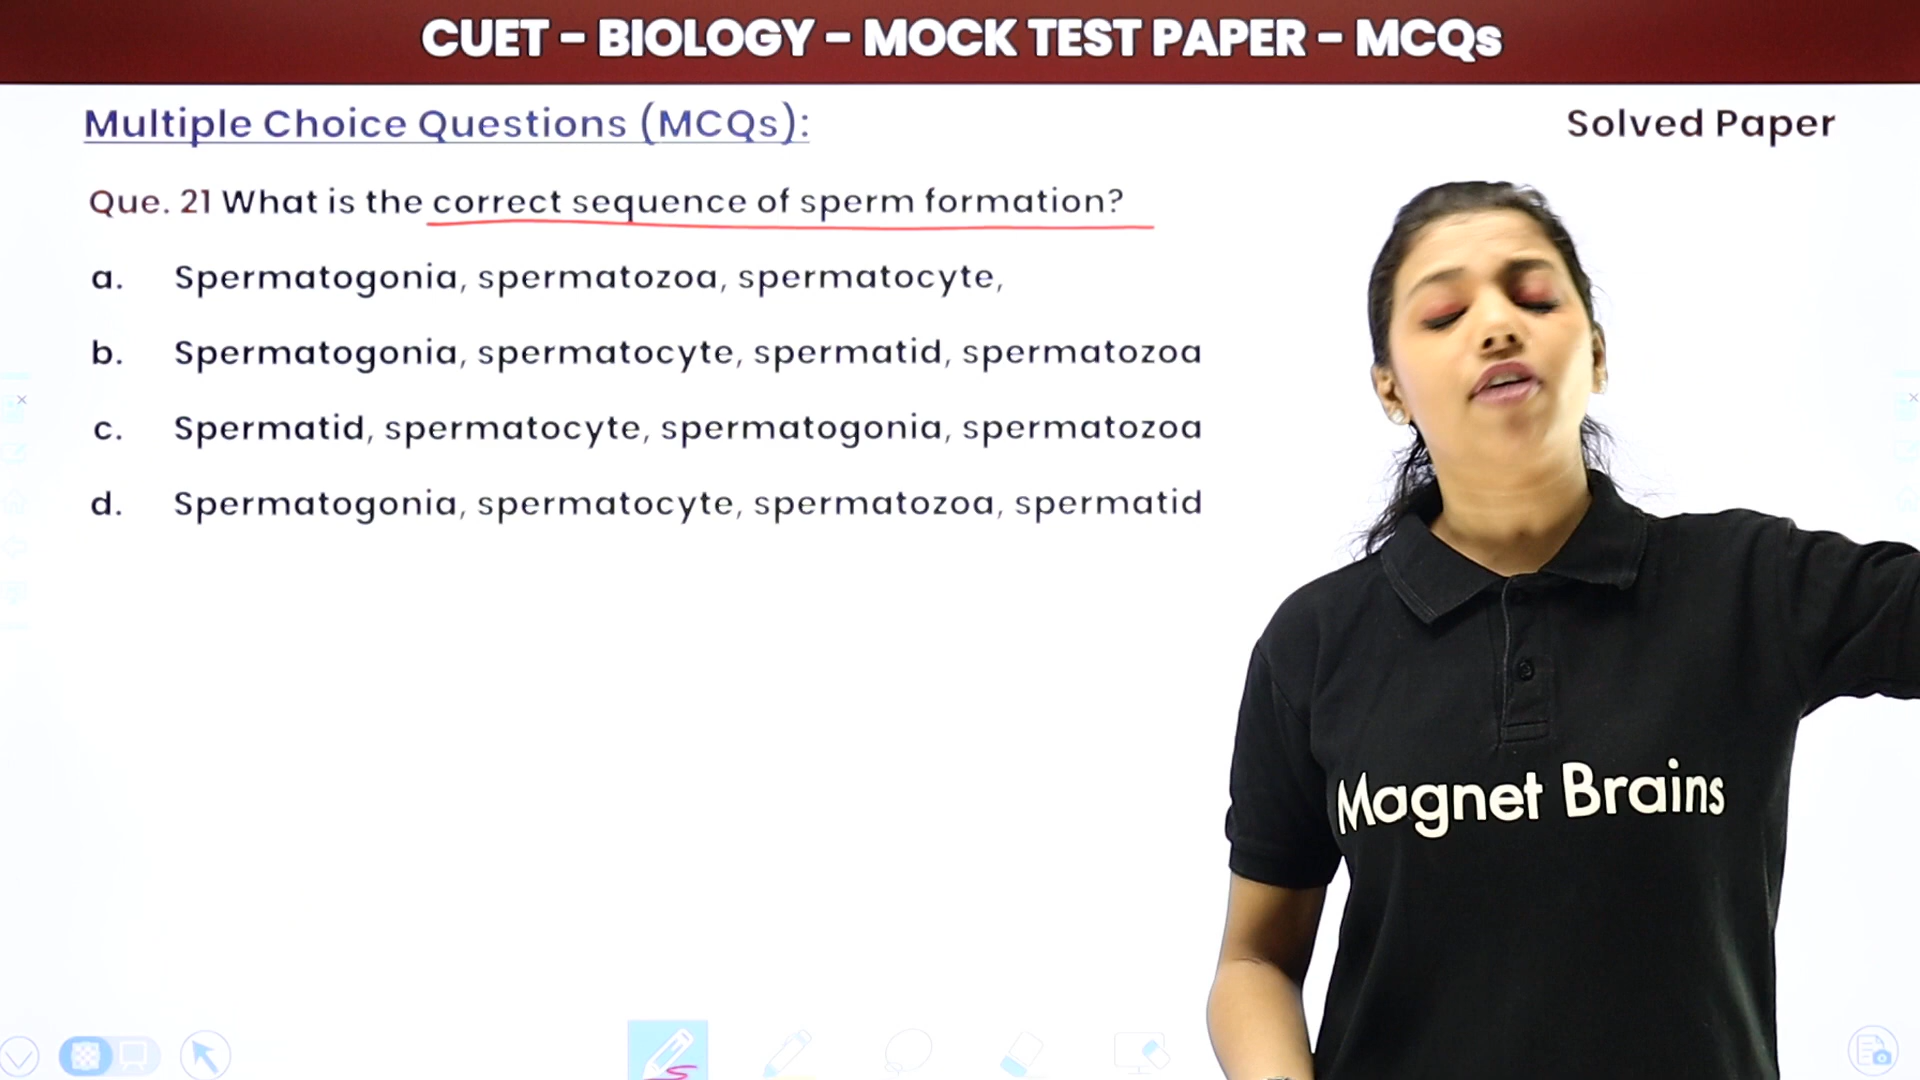 CUET - BIOLOGY - MOCK TEST PAPER - MCQs
Multiple Choice Questions (MCQs):
Solved Paper
Que. 21 What is the correct sequence of sperm formation?
a. Spermatogonia, spermatozoa, spermatocyte,
b. Spermatogonia, spermatocyte, spermatid, spermatozoa
c. Spermatid, spermatocyte, spermatogonia, spermatozoa
d. Spermatogonia, spermatocyte, spermatozoa, spermatid
Magnet Brains